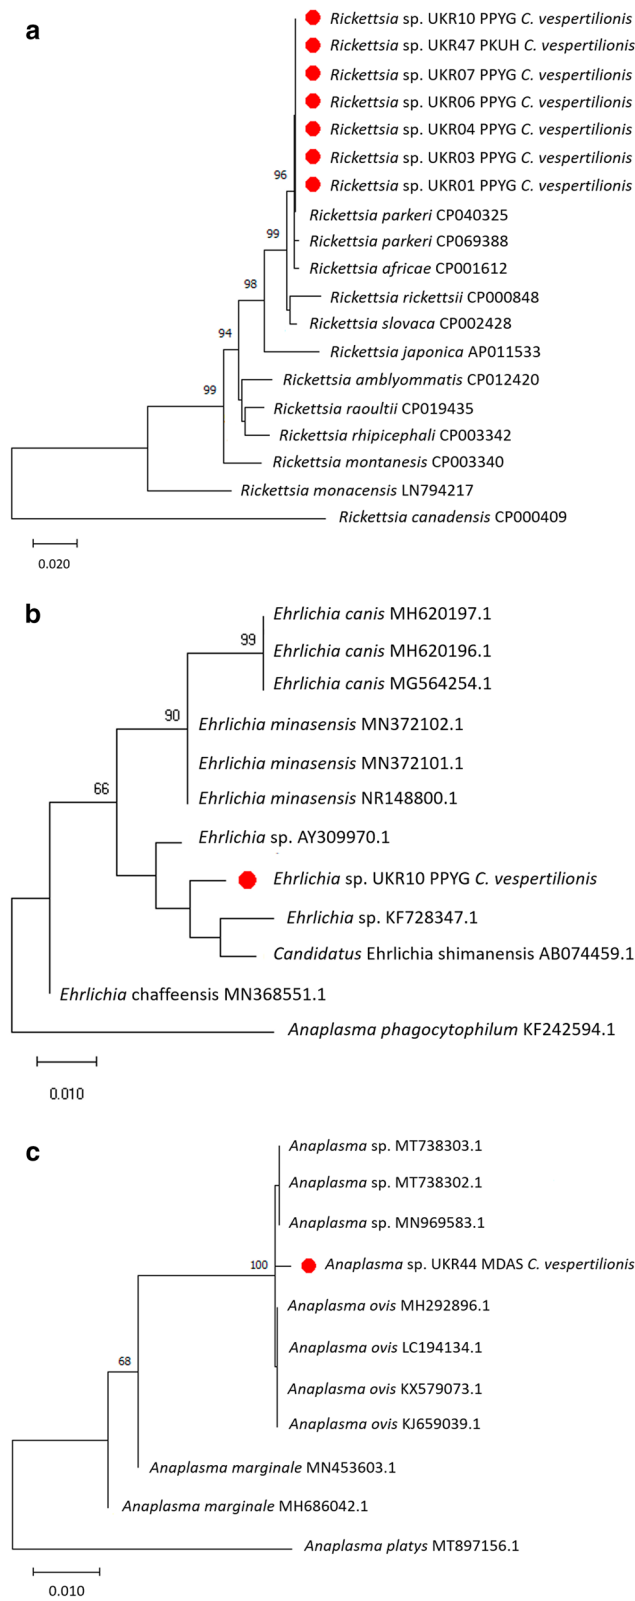 a
Rickettsia sp. UKR10 PPYG C. vespertilionis
Rickettsia sp. UKR47 PKUH C. vespertilionis
Rickettsia sp. UKR07 PPYG C. vespertilionis
Rickettsia sp. UKR06 PPYG C. vespertilionis
Rickettsia sp. UKR04 PPYG C. vespertilionis
Rickettsia sp. UKR03 PPYG C. vespertilionis
96
Rickettsia sp. UKR01 PPYG C. vespertilionis
Rickettsia parkeri CP040325
99
Rickettsia parkeri CP069388
Rickettsia africae CP001612
98
Rickettsia rickettsii CP000848
Rickettsia slovaca CP002428
94
Rickettsia japonica AP011533
Rickettsia amblyommatis CP012420
99
Rickettsia raoultii CP019435
Rickettsia rhipicephali CP003342
Rickettsia montanesis CP003340
Rickettsia monacensis LN794217
Rickettsia canadensis CP000409
0.020
b
Ehrlichia canis MH620197.1
99
Ehrlichia canis MH620196.1
Ehrlichia canis MG564254.1
90
Ehrlichia minasensis MN372102.1
Ehrlichia minasensis MN372101.1
66
Ehrlichia minasensis NR148800.1
Ehrlichia sp. AY309970.1
Ehrlichia sp. UKR10 PPYG C. vespertilionis
Ehrlichia sp. KF728347.1
Candidatus Ehrlichia shimanensis AB074459.1
Ehrlichia chaffeensis MN368551.1
Anaplasma phagocytophilum KF242594.1
0.010
c
Anaplasma sp. MT738303.1
Anaplasma sp. MT738302.1
Anaplasma sp. MN969583.1
100
Anaplasma sp. UKR44 MDAS C. vespertilionis
Anaplasma ovis MH292896.1
Anaplasma ovis LC194134.1
68
Anaplasma ovis KX579073.1
Anaplasma ovis KJ659039.1
Anaplasma marginale MN453603.1
Anaplasma marginale MH686042.1
Anaplasma platys MT897156.1
0.010